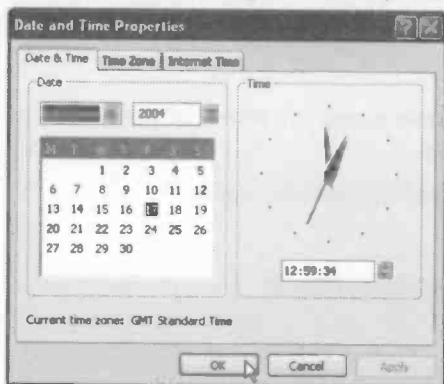 Date and Time Properties
Date & Time Time Zone Internet Time
Date
2004
M T W T F S S
1 2 3 4 5
6 7 8 9 10 11 12
13 14 15 16 17 18 19
20 21 22 23 24 25 26
27 28 29 30
Time
12:59:34
Current time zone: GMT Standard Time
OK Cancel Apply